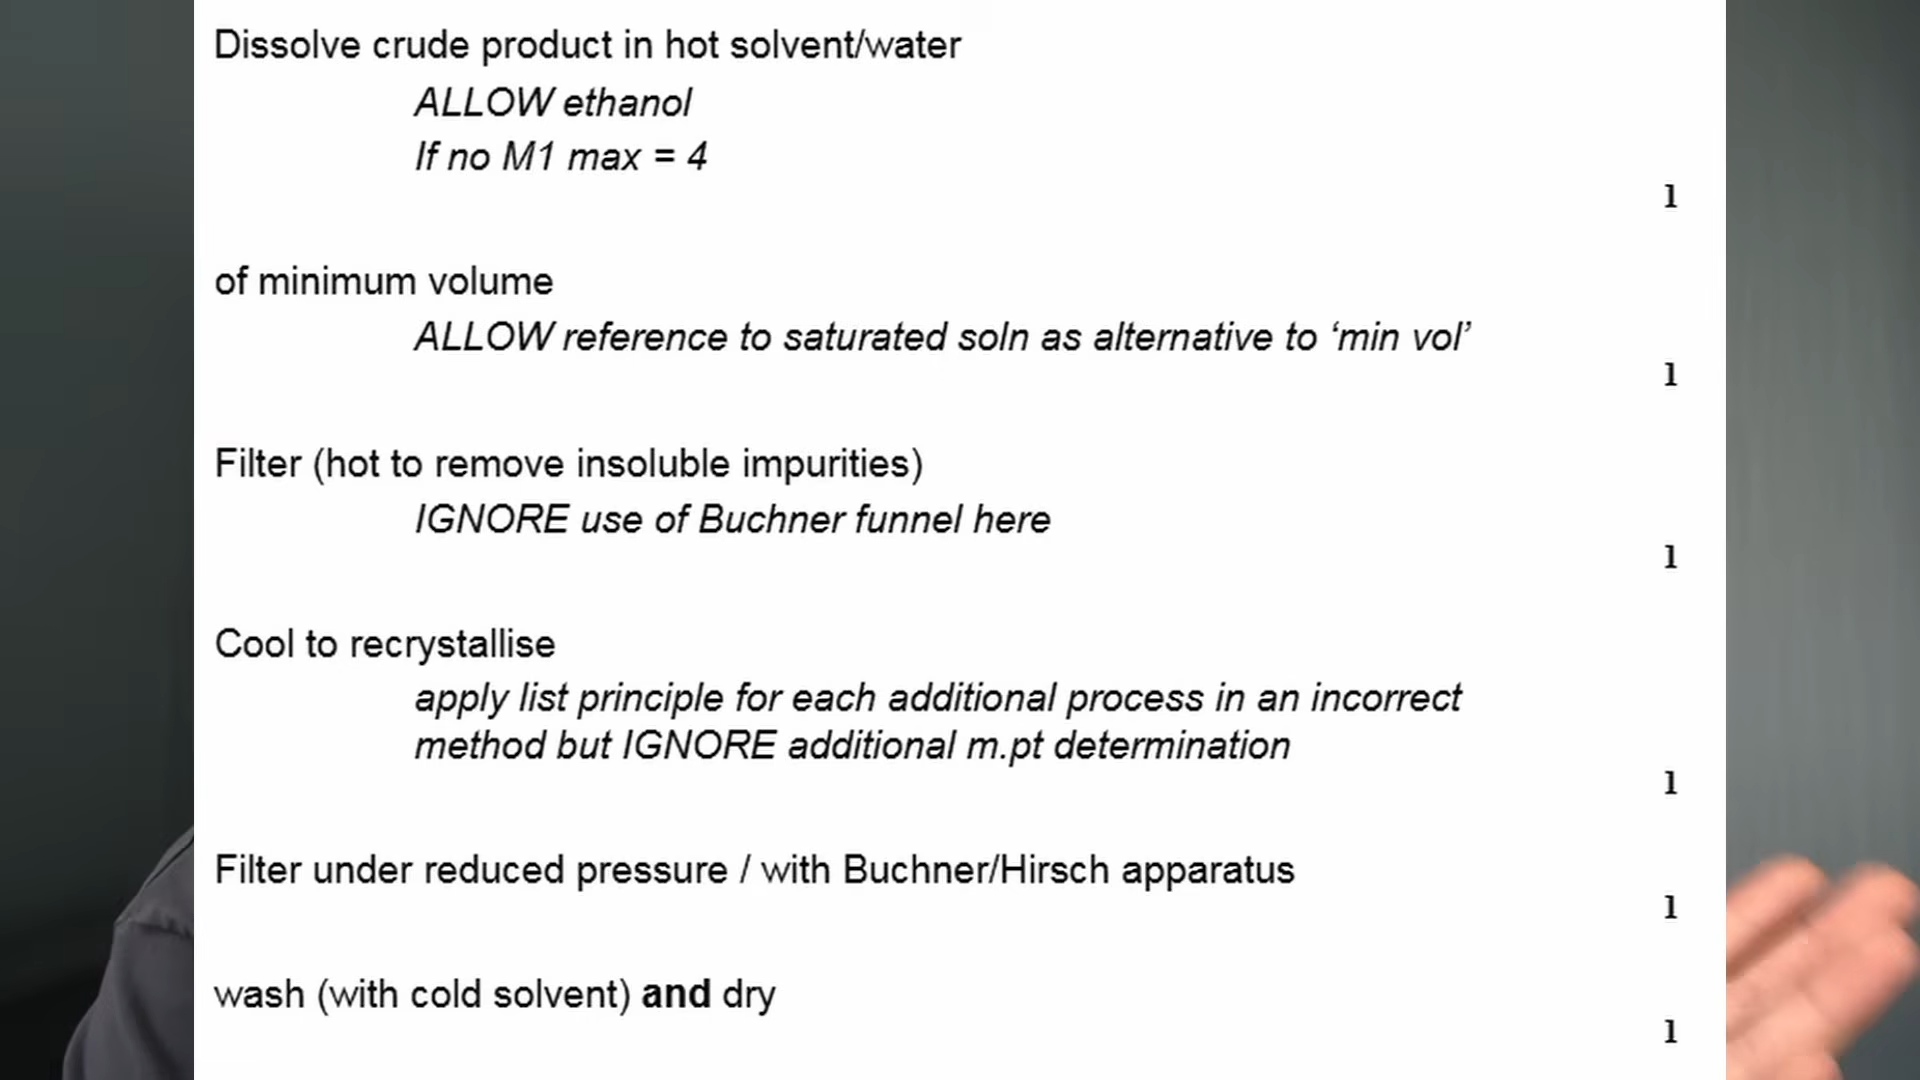 Dissolve crude product in hot solvent/water
ALLOW ethanol
If no M1 max = 4
1
of minimum volume
ALLOW reference to saturated soln as alternative to ‘min vol’
1
Filter (hot to remove insoluble impurities)
IGNORE use of Buchner funnel here
1
Cool to recrystallise
apply list principle for each additional process in an incorrect
method but IGNORE additional m.pt determination
1
Filter under reduced pressure / with Buchner/Hirsch apparatus
1
wash (with cold solvent) and dry
1